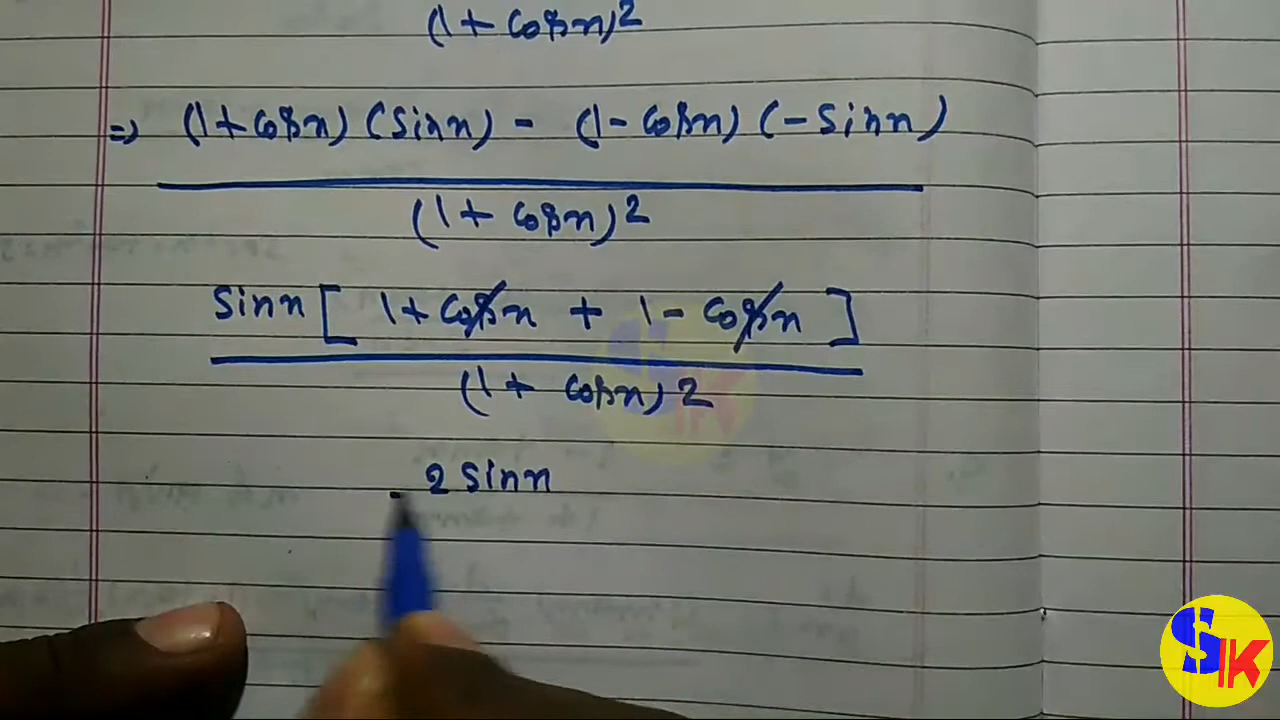 (1 + cosx)²
⇒ (1 + cosx) (sinx) - (1 - cosx) (- sinx)
(1 + cosx)²
sinx [ 1 + cosx + 1 - cosx ]
(1 + cosx)²
2 sinx
SK
SK